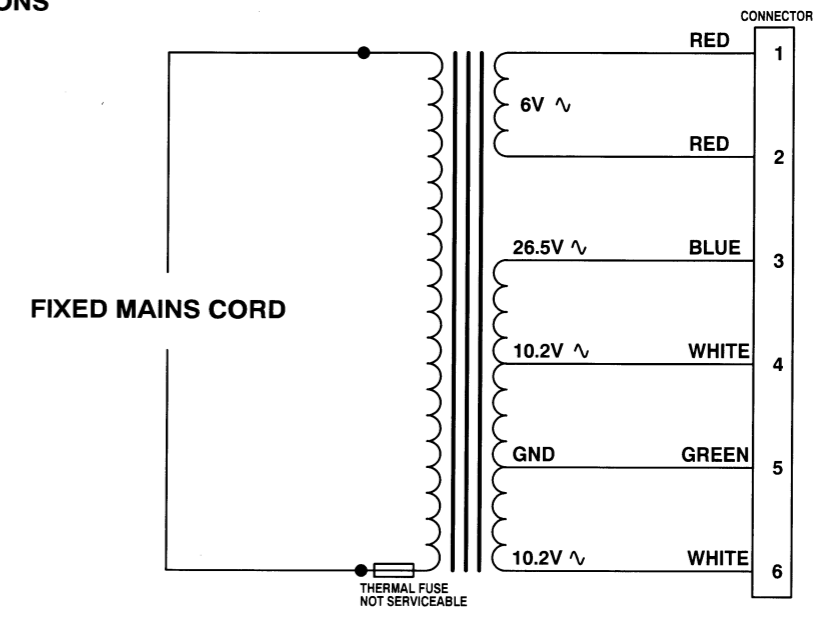 ONS
CONNECTOR
RED 1
6V ∿
RED 2
26.5V ∿ BLUE 3
FIXED MAINS CORD
10.2V ∿ WHITE 4
GND GREEN 5
10.2V ∿ WHITE 6
THERMAL FUSE
NOT SERVICEABLE